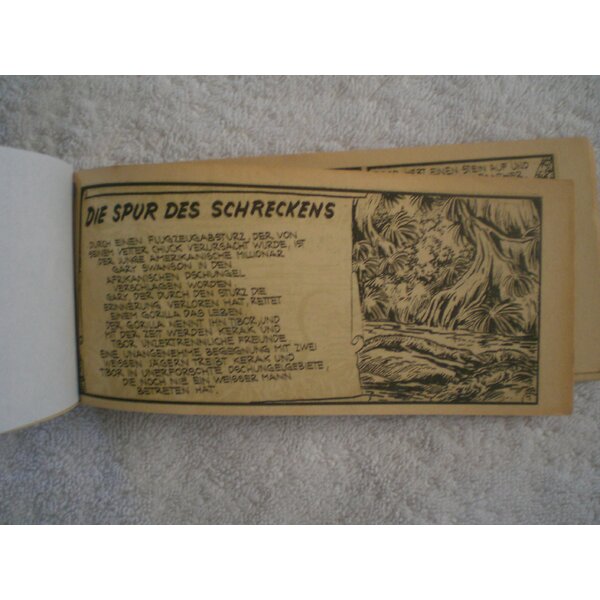 DIE SPUR DES SCHRECKENS
DURCH EINEN FLUGZEUGABSTURZ, DER VON
SEINEM VETTER CHUCK VERURSACHT WURDE, IST
DER JUNGE AMERIKANISCHE MILLIONÄR
GARY SWANSON IN DEN
AFRIKANISCHEN DSCHUNGEL
VERSCHLAGEN WORDEN.
GARY, DER DURCH DEN STURZ DIE
ERINNERUNG VERLOREN HAT, RETTET
EINEM GORILLA DAS LEBEN.
DER GORILLA NENNT IHN TIBOR, UND
MIT DER ZEIT WERDEN KERAK UND
TIBOR UNZERTRENNLICHE FREUNDE.
EINE UNANGENEHME BEGEGNUNG MIT ZWEI
WEISSEN JÄGERN TREIBT KERAK UND
TIBOR IN UNERFORSCHTE DSCHUNGELGEBIETE,
DIE NOCH NIE EIN WEISSER MANN
BETRETEN HAT.
EINEN STEIN AUF UND